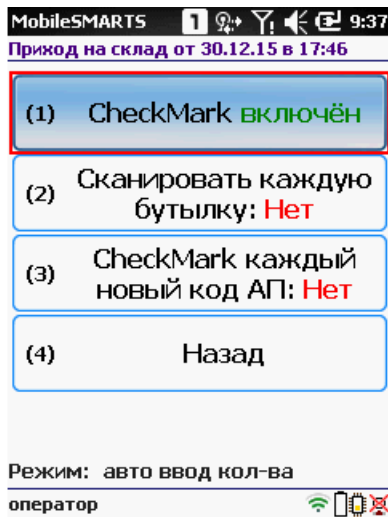 MobileSMARTS 1 9:37
Приход на склад от 30.12.15 в 17:46
(1) CheckMark включён
(2) Сканировать каждую
бутылку: Нет
(3) CheckMark каждый
новый код АП: Нет
(4) Назад
Режим: авто ввод кол-ва
оператор